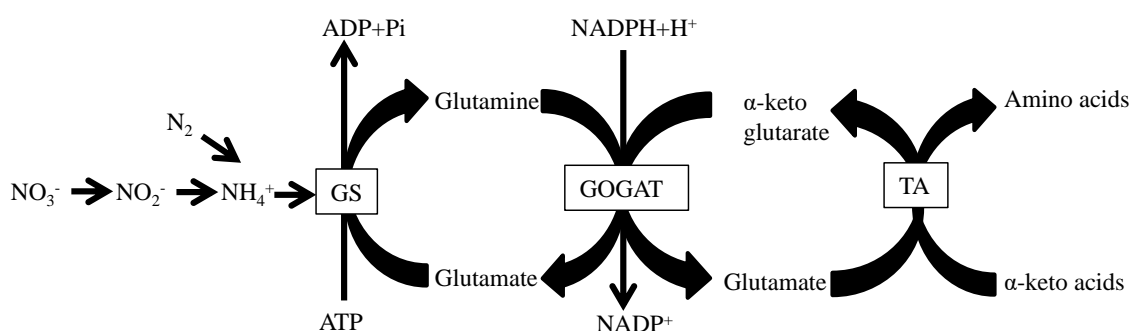 ADP+Pi
NADPH+H⁺
Glutamine
α-keto
glutarate
Amino acids
N₂
NO₃⁻
NO₂⁻
NH₄⁺
GS
GOGAT
TA
Glutamate
Glutamate
α-keto acids
ATP
NADP⁺